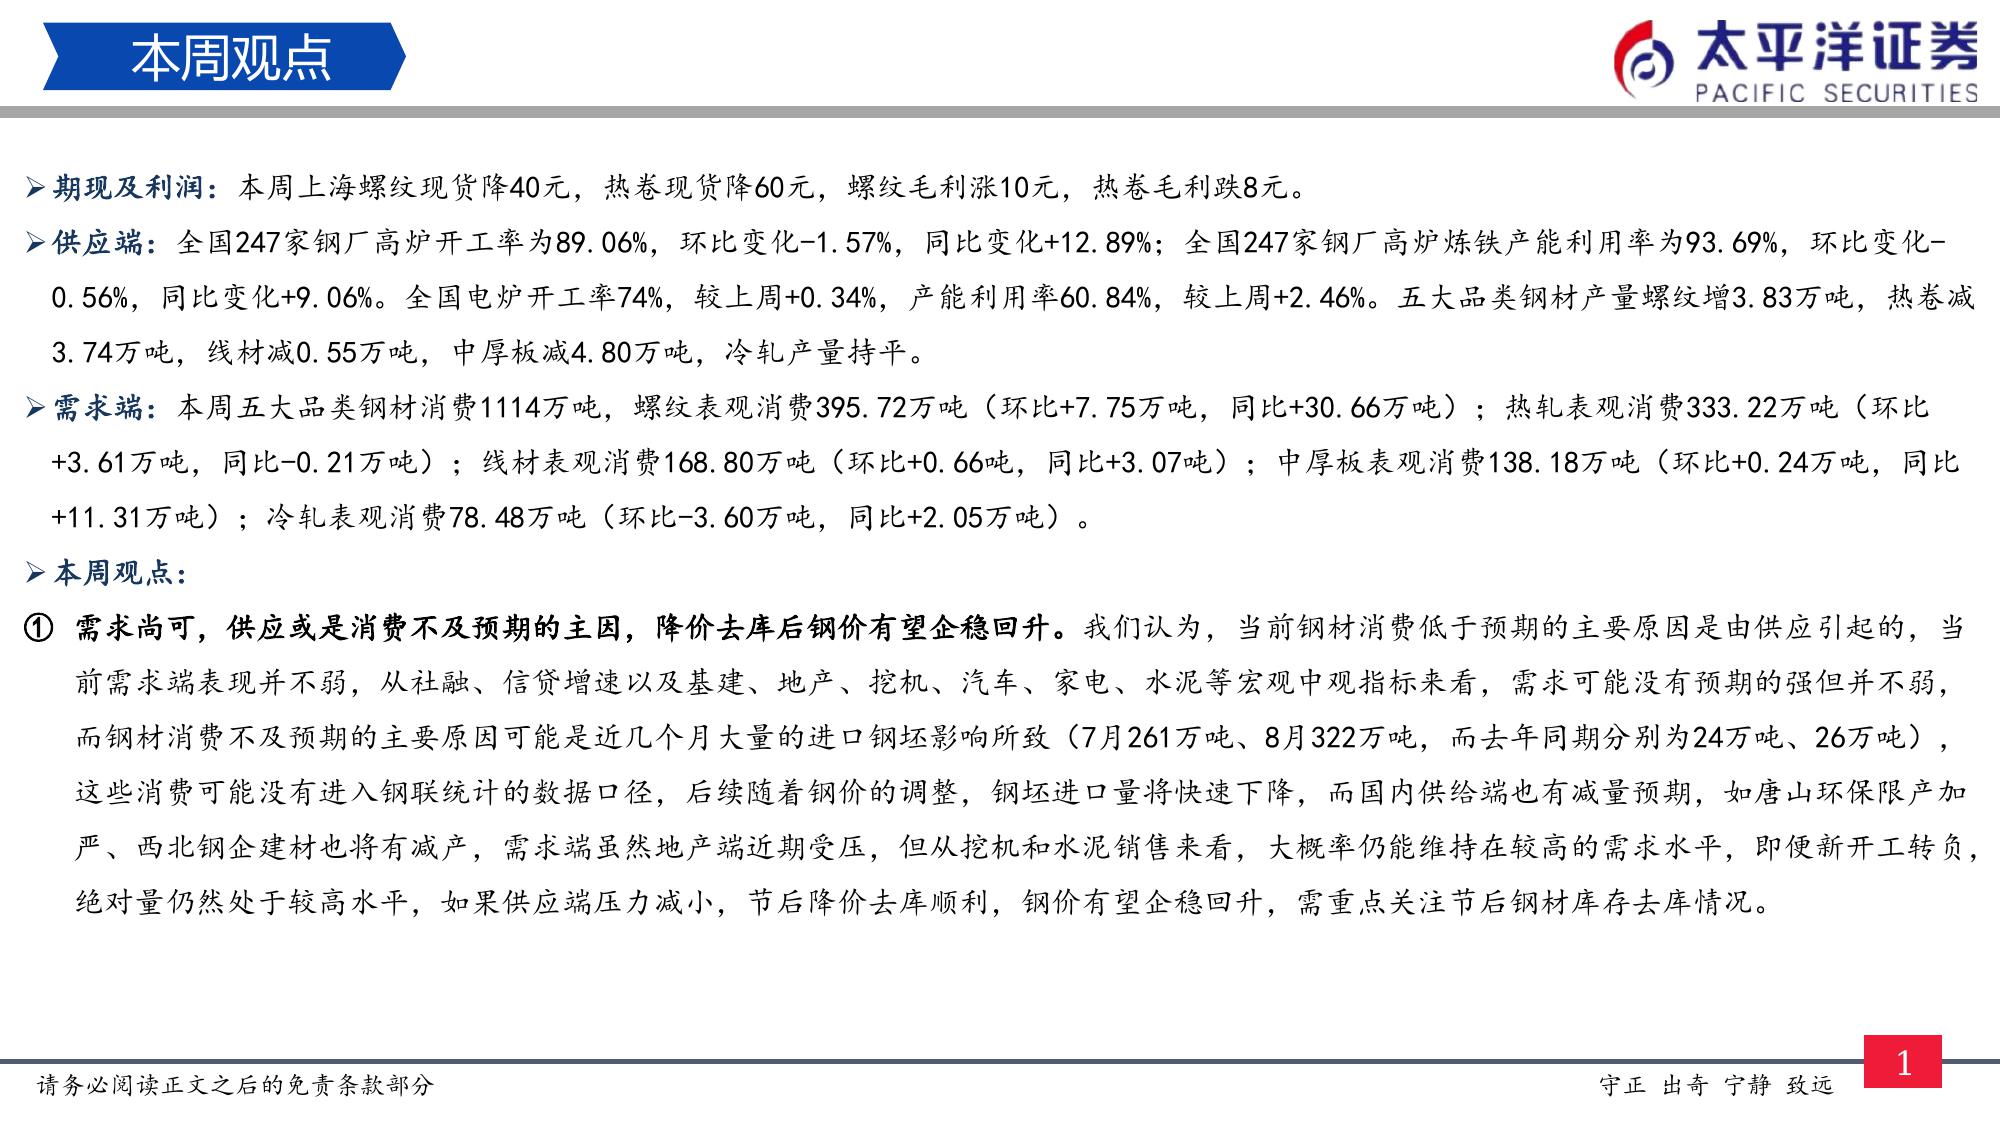 本周观点
太平洋证券
PACIFIC SECURITIES
➢期现及利润：本周上海螺纹现货降40元，热卷现货降60元，螺纹毛利涨10元，热卷毛利跌8元。
➢供应端：全国247家钢厂高炉开工率为89.06%，环比变化-1.57%，同比变化+12.89%；全国247家钢厂高炉炼铁产能利用率为93.69%，环比变化-
0.56%，同比变化+9.06%。全国电炉开工率74%，较上周+0.34%，产能利用率60.84%，较上周+2.46%。五大品类钢材产量螺纹增3.83万吨，热卷减
3.74万吨，线材减0.55万吨，中厚板减4.80万吨，冷轧产量持平。
➢需求端：本周五大品类钢材消费1114万吨，螺纹表观消费395.72万吨（环比+7.75万吨，同比+30.66万吨）；热轧表观消费333.22万吨（环比
+3.61万吨，同比-0.21万吨）；线材表观消费168.80万吨（环比+0.66吨，同比+3.07吨）；中厚板表观消费138.18万吨（环比+0.24万吨，同比
+11.31万吨）；冷轧表观消费78.48万吨（环比-3.60万吨，同比+2.05万吨）。
➢本周观点：
① 需求尚可，供应或是消费不及预期的主因，降价去库后钢价有望企稳回升。我们认为，当前钢材消费低于预期的主要原因是由供应引起的，当
前需求端表现并不弱，从社融、信贷增速以及基建、地产、挖机、汽车、家电、水泥等宏观中观指标来看，需求可能没有预期的强但并不弱，
而钢材消费不及预期的主要原因可能是近几个月大量的进口钢坯影响所致（7月261万吨、8月322万吨，而去年同期分别为24万吨、26万吨），
这些消费可能没有进入钢联统计的数据口径，后续随着钢价的调整，钢坯进口量将快速下降，而国内供给端也有减量预期，如唐山环保限产加
严、西北钢企建材也将有减产，需求端虽然地产端近期受压，但从挖机和水泥销售来看，大概率仍能维持在较高的需求水平，即便新开工转负，
绝对量仍然处于较高水平，如果供应端压力减小，节后降价去库顺利，钢价有望企稳回升，需重点关注节后钢材库存去库情况。
请务必阅读正文之后的免责条款部分
守正 出奇 宁静 致远
1